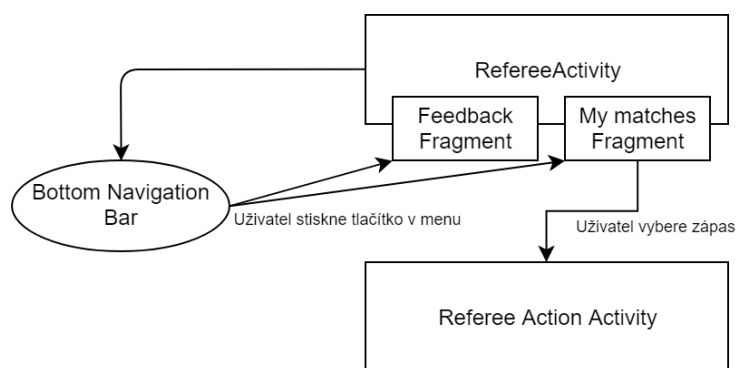 RefereeActivity
Feedback
Fragment
My matches
Fragment
Bottom Navigation
Bar
Uživatel stiskne tlačítko v menu
Uživatel vybere zápas
Referee Action Activity